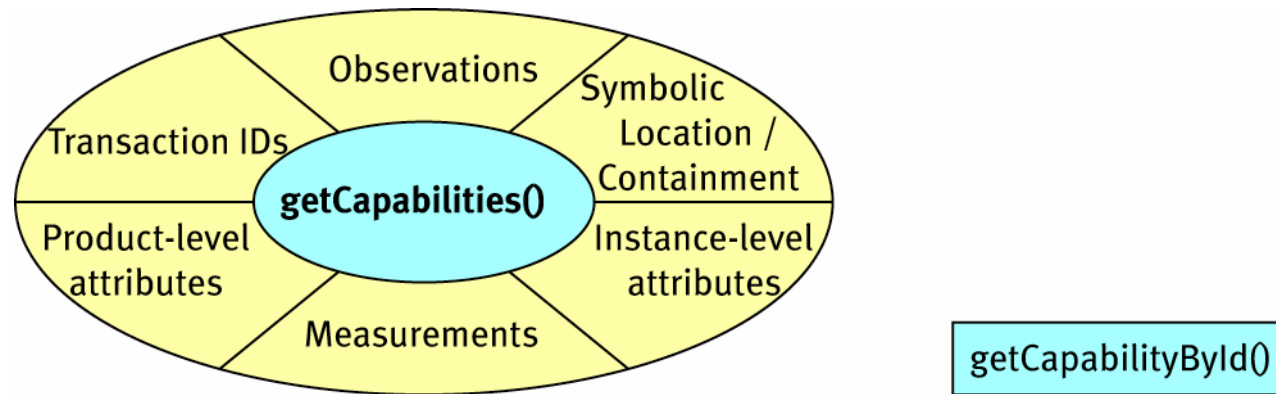 Observations
Symbolic
Location /
Containment
Transaction IDs
getCapabilities()
Product-level
attributes
Instance-level
attributes
Measurements
getCapabilityById()